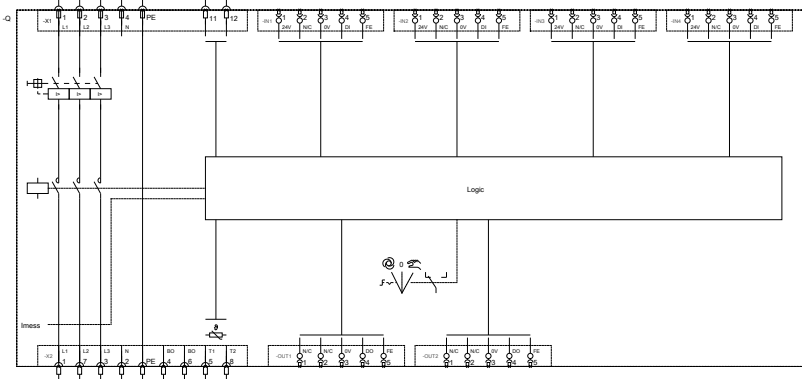 -Q
-X1 1 2 3 4 PE 11 12
L1 L2 L3 N
-IN1 1 2 3 4 5
24V N/C 0V DI FE
-IN2 1 2 3 4 5
24V N/C 0V DI FE
-IN3 1 2 3 4 5
24V N/C 0V DI FE
-IN4 1 2 3 4 5
24V N/C 0V DI FE
I> I> I>
Logic
0
Imess
ϑ
-X2 L1 L2 L3 N BO BO T1 T2
1 7 3 2 PE 4 6 5 8
-OUT1 N/C N/C 0V DO FE
1 2 3 4 5
-OUT2 N/C N/C 0V DO FE
1 2 3 4 5